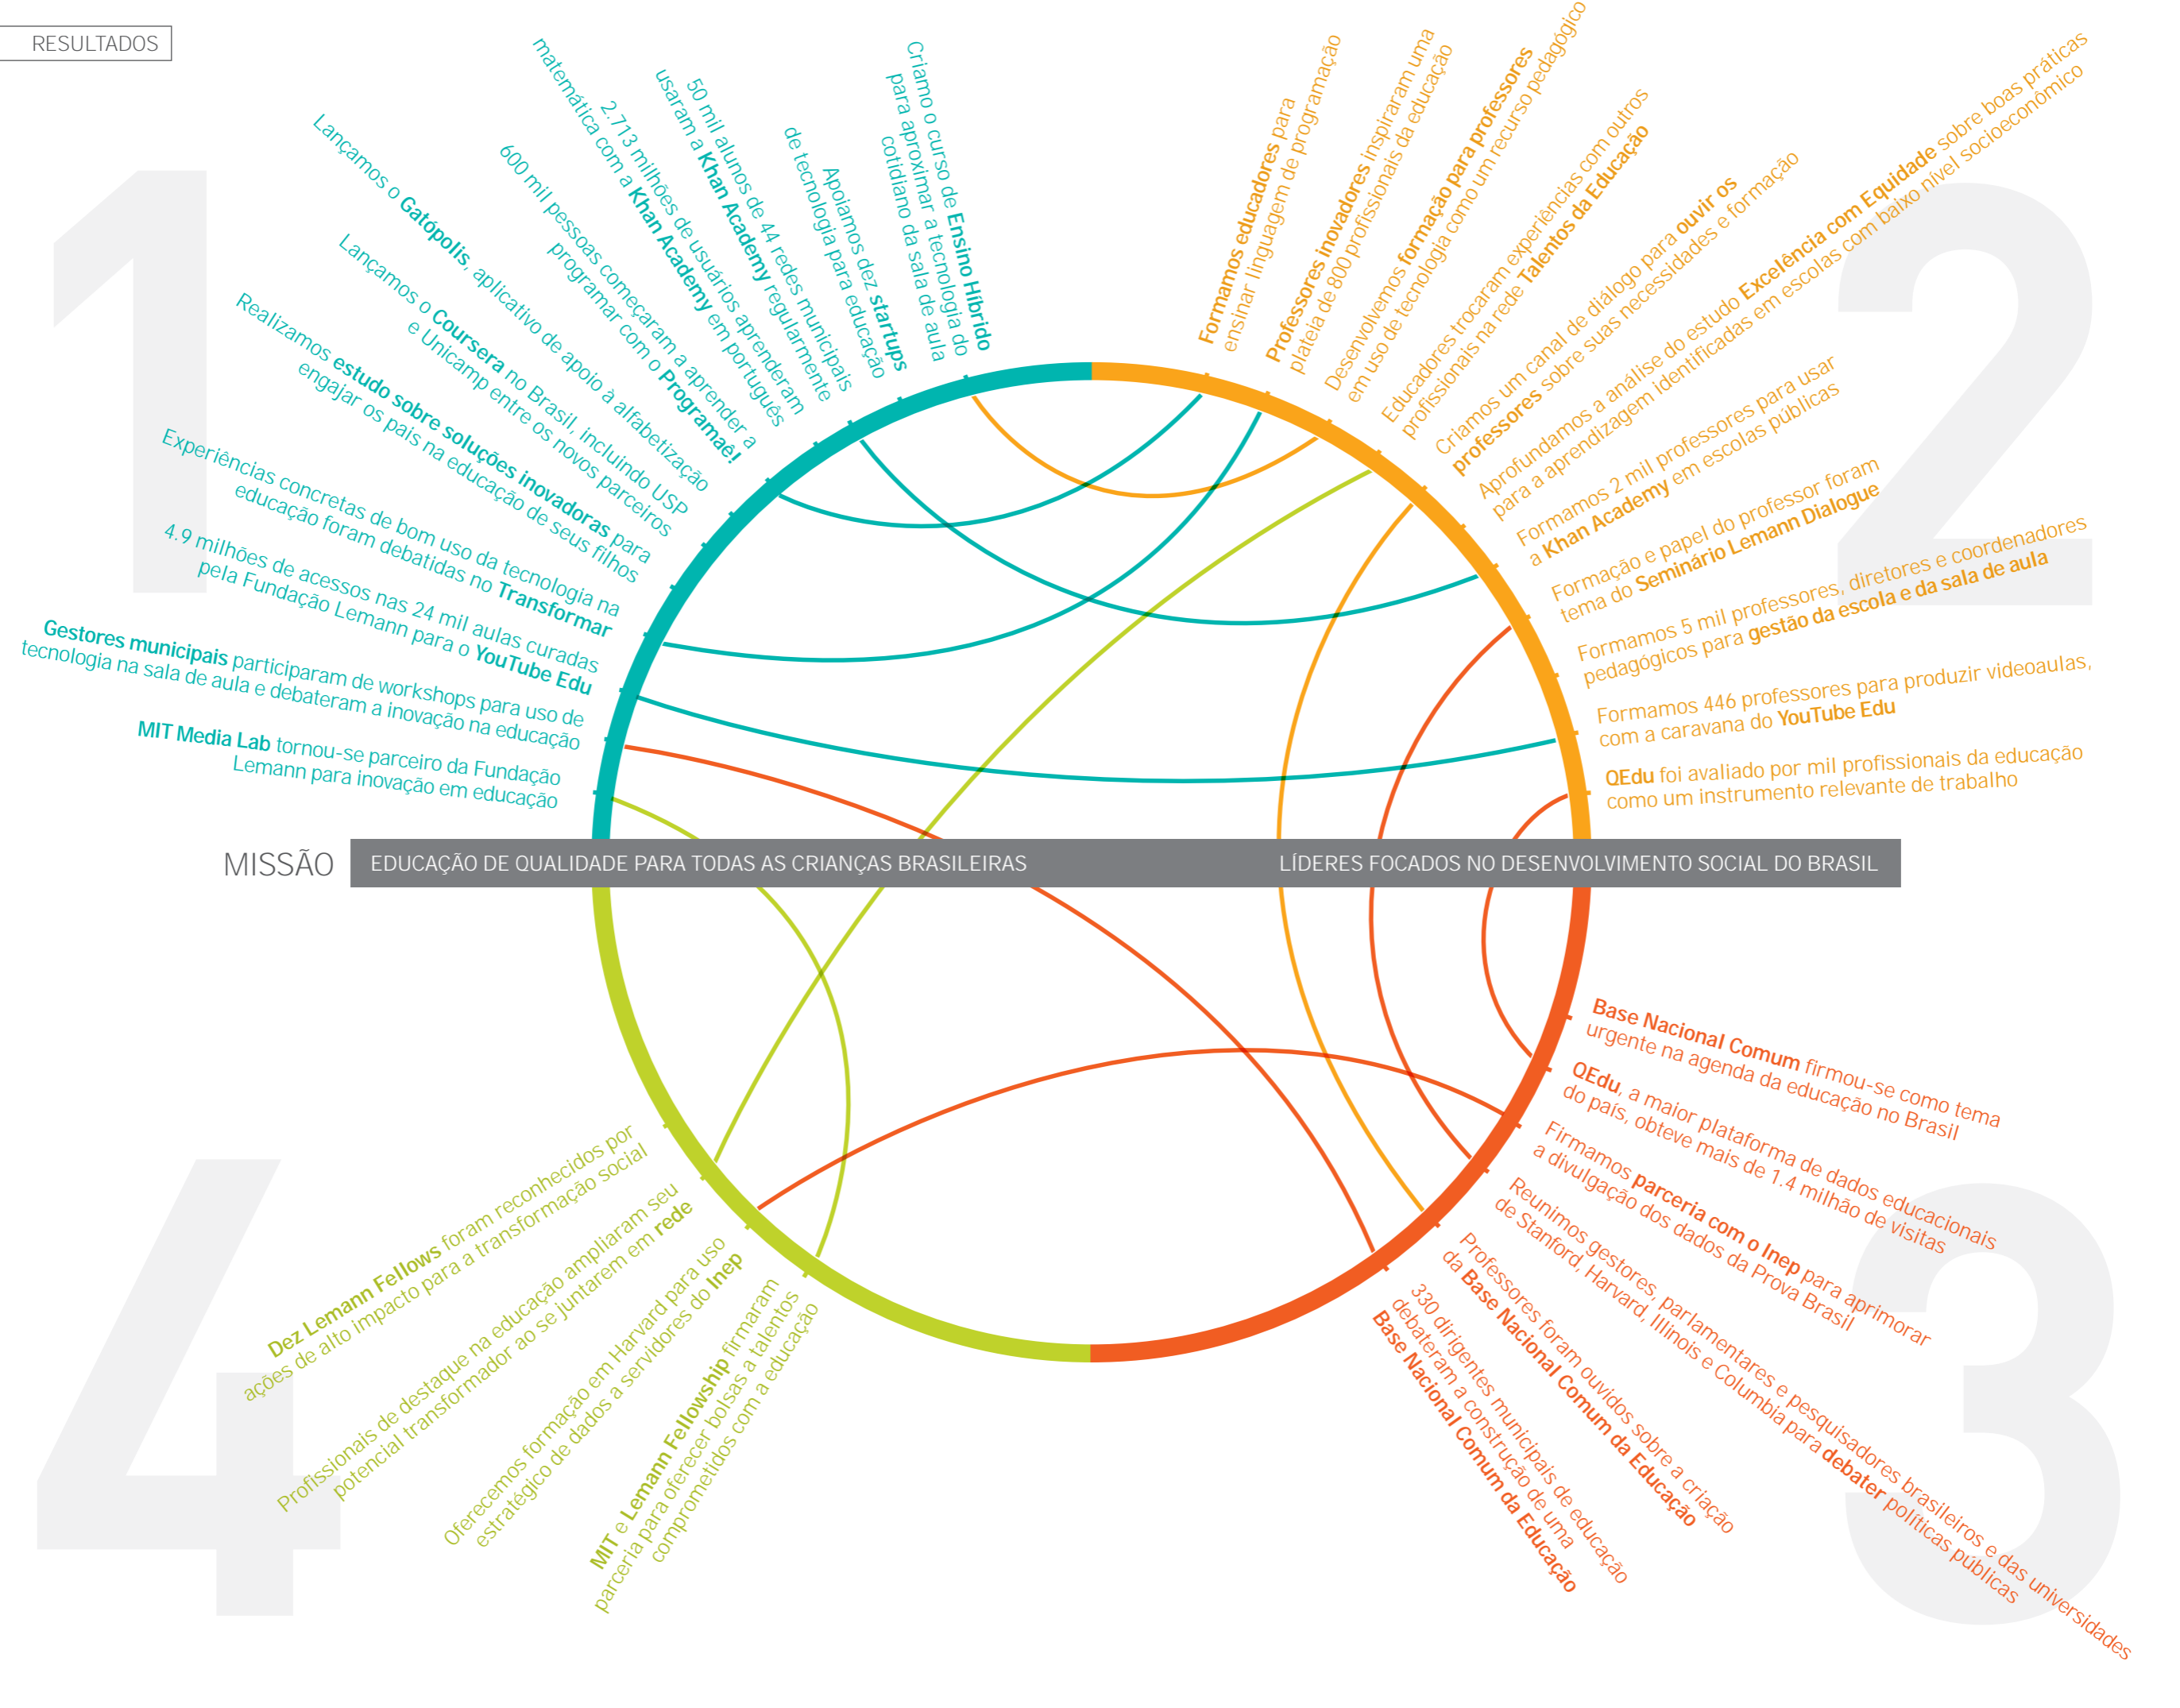 RESULTADOS
1
Criamo o curso de Ensino Híbrido
para aproximar a tecnologia do
cotidiano da sala de aula
Apoiamos dez startups
de tecnologia para educação
50 mil alunos de 44 redes municipais
usaram a Khan Academy regularmente
2.713 milhões de usuários aprenderam
matemática com a Khan Academy em português
600 mil pessoas começaram a aprender a
programar com o Programaê!
Lançamos o Gatópolis, aplicativo de apoio à alfabetização
Lançamos o Coursera no Brasil, incluindo USP
e Unicamp entre os novos parceiros
Realizamos estudo sobre soluções inovadoras para
engajar os pais na educação de seus filhos
Experiências concretas de bom uso da tecnologia na
educação foram debatidas no Transformar
4.9 milhões de acessos nas 24 mil aulas curadas
pela Fundação Lemann para o YouTube Edu
Gestores municipais participaram de workshops para uso de
tecnologia na sala de aula e debateram a inovação na educação
MIT Media Lab tornou-se parceiro da Fundação
Lemann para inovação em educação
2
Formamos educadores para
ensinar linguagem de programação
Professores inovadores inspiraram uma
plateia de 800 profissionais da educação
Desenvolvemos formação para professores
em uso de tecnologia como um recurso pedagógico
Educadores trocaram experiências com outros
profissionais na rede Talentos da Educação
Criamos um canal de diálogo para ouvir os
professores sobre suas necessidades e formação
Aprofundamos a análise do estudo Excelência com Equidade sobre boas práticas
para a aprendizagem identificadas em escolas com baixo nível socioeconômico
Formamos 2 mil professores para usar
a Khan Academy em escolas públicas
Formação e papel do professor foram
tema do Seminário Lemann Dialogue
Formamos 5 mil professores, diretores e coordenadores
pedagógicos para gestão da escola e da sala de aula
Formamos 446 professores para produzir videoaulas,
com a caravana do YouTube Edu
QEdu foi avaliado por mil profissionais da educação
como um instrumento relevante de trabalho
MISSÃO
EDUCAÇÃO DE QUALIDADE PARA TODAS AS CRIANÇAS BRASILEIRAS
LÍDERES FOCADOS NO DESENVOLVIMENTO SOCIAL DO BRASIL
3
Base Nacional Comum firmou-se como tema
urgente na agenda da educação no Brasil
QEdu, a maior plataforma de dados educacionais
do país, obteve mais de 1.4 milhão de visitas
Firmamos parceria com o Inep para aprimorar
a divulgação dos dados da Prova Brasil
Reunimos gestores, parlamentares e pesquisadores brasileiros e das universidades
de Stanford, Harvard, Illinois e Columbia para debater políticas públicas
Professores foram ouvidos sobre a criação
da Base Nacional Comum da Educação
330 dirigentes municipais de educação
debateram a construção de uma
Base Nacional Comum da Educação
4
Dez Lemann Fellows foram reconhecidos por
ações de alto impacto para a transformação social
Profissionais de destaque na educação ampliaram seu
potencial transformador ao se juntarem em rede
Oferecemos formação em Harvard para uso
estratégico de dados a servidores do Inep
MIT e Lemann Fellowship firmaram
parceria para oferecer bolsas a talentos
comprometidos com a educação